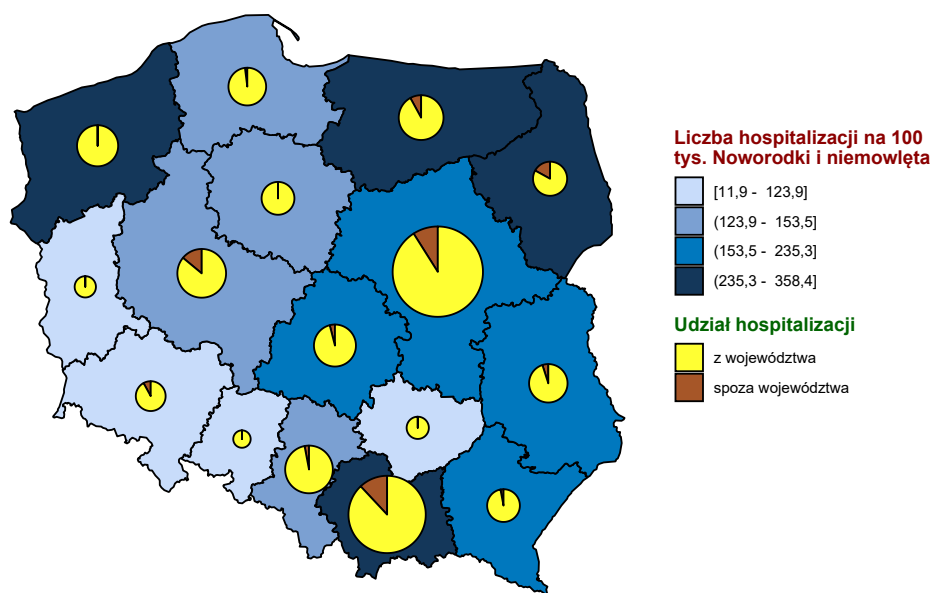 Liczba hospitalizacji na 100
tys. Noworodki i niemowlęta
[11,9 - 123,9]
(123,9 - 153,5]
(153,5 - 235,3]
(235,3 - 358,4]
Udział hospitalizacji
z województwa
spoza województwa